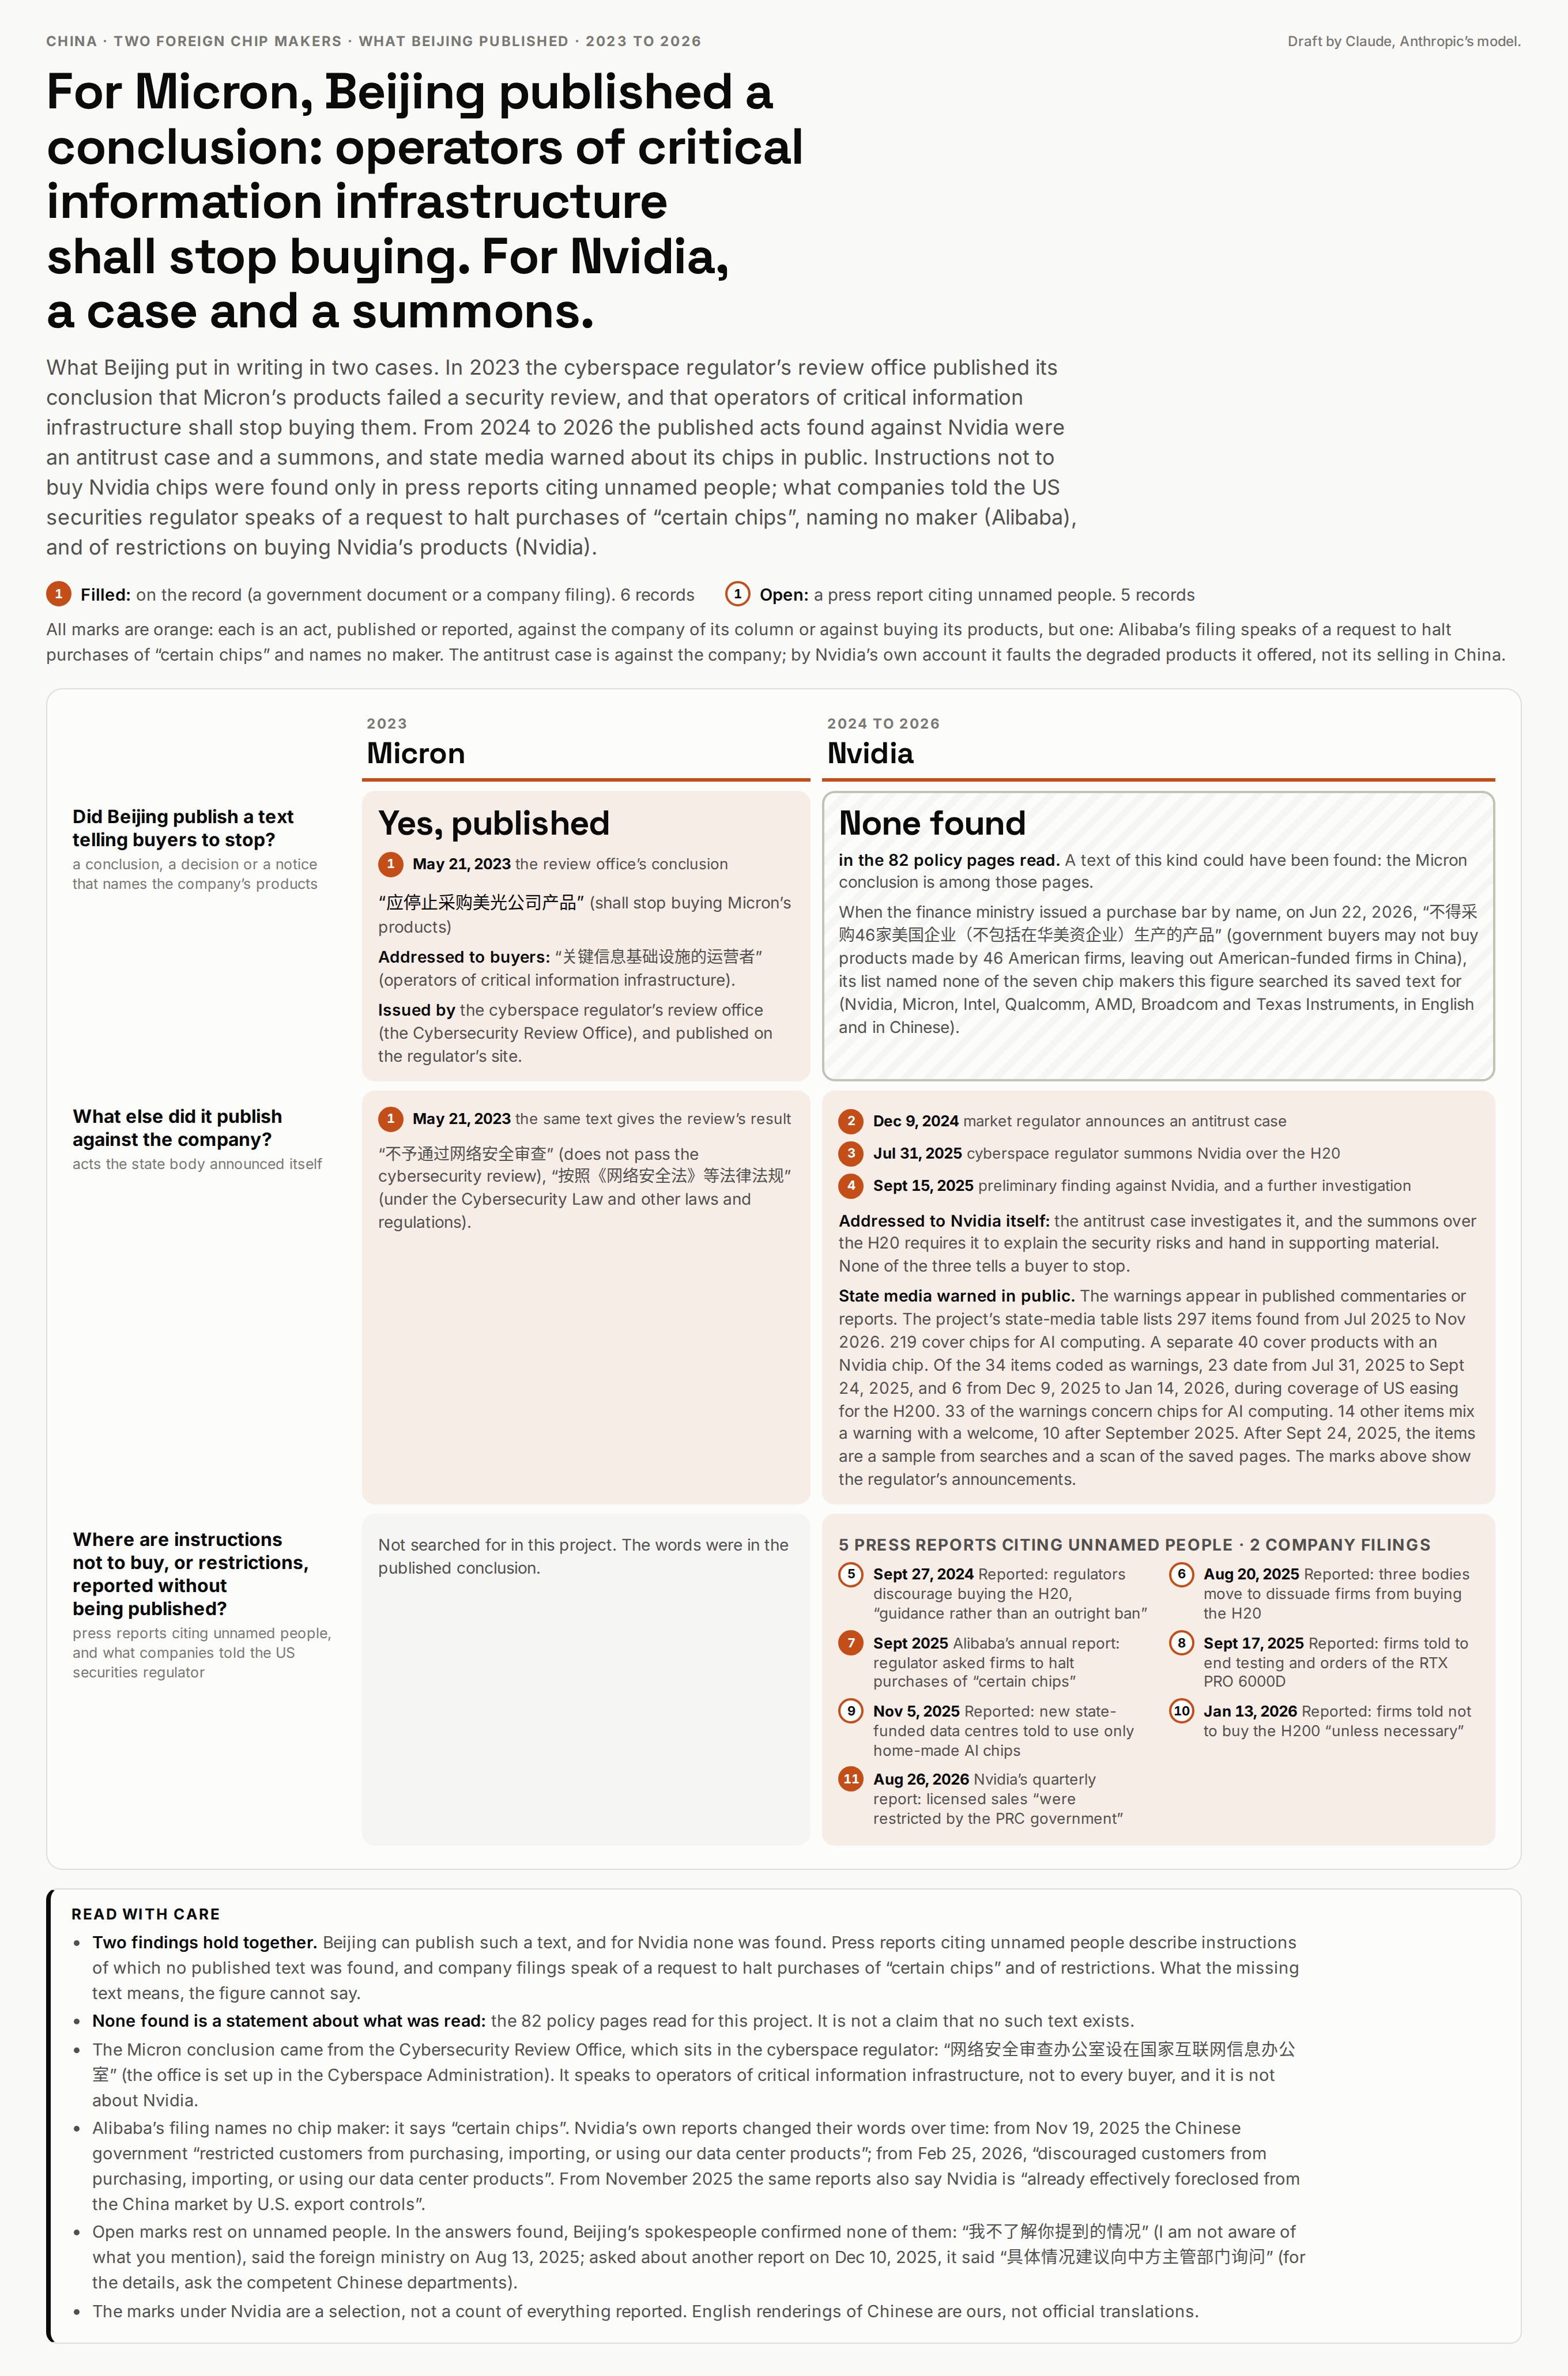 CHINA · TWO FOREIGN CHIP MAKERS · WHAT BEIJING PUBLISHED · 2023 TO 2026
Draft by Claude, Anthropic’s model.
For Micron, Beijing published a
conclusion: operators of critical
information infrastructure
shall stop buying. For Nvidia,
a case and a summons.
What Beijing put in writing in two cases. In 2023 the cyberspace regulator’s review office published its
conclusion that Micron’s products failed a security review, and that operators of critical information
infrastructure shall stop buying them. From 2024 to 2026 the published acts found against Nvidia were
an antitrust case and a summons, and state media warned about its chips in public. Instructions not to
buy Nvidia chips were found only in press reports citing unnamed people; what companies told the US
securities regulator speaks of a request to halt purchases of “certain chips”, naming no maker (Alibaba),
and of restrictions on buying Nvidia’s products (Nvidia).
1 Filled: on the record (a government document or a company filing). 6 records
1 Open: a press report citing unnamed people. 5 records
All marks are orange: each is an act, published or reported, against the company of its column or against buying its products, but one: Alibaba’s filing speaks of a request to halt
purchases of “certain chips” and names no maker. The antitrust case is against the company; by Nvidia’s own account it faults the degraded products it offered, not its selling in China.
2023
Micron
2024 TO 2026
Nvidia
Did Beijing publish a text
telling buyers to stop?
a conclusion, a decision or a notice
that names the company’s products
Yes, published
1 May 21, 2023 the review office’s conclusion
“应停止采购美光公司产品” (shall stop buying Micron’s
products)
Addressed to buyers: “关键信息基础设施的运营者”
(operators of critical information infrastructure).
Issued by the cyberspace regulator’s review office
(the Cybersecurity Review Office), and published on
the regulator’s site.
None found
in the 82 policy pages read. A text of this kind could have been found: the Micron
conclusion is among those pages.
When the finance ministry issued a purchase bar by name, on Jun 22, 2026, “不得采
购46家美国企业（不包括在华美资企业）生产的产品” (government buyers may not buy
products made by 46 American firms, leaving out American-funded firms in China),
its list named none of the seven chip makers this figure searched its saved text for
(Nvidia, Micron, Intel, Qualcomm, AMD, Broadcom and Texas Instruments, in English
and in Chinese).
What else did it publish
against the company?
acts the state body announced itself
1 May 21, 2023 the same text gives the review’s result
“不予通过网络安全审查” (does not pass the
cybersecurity review), “按照《网络安全法》等法律法规”
(under the Cybersecurity Law and other laws and
regulations).
2 Dec 9, 2024 market regulator announces an antitrust case
3 Jul 31, 2025 cyberspace regulator summons Nvidia over the H20
4 Sept 15, 2025 preliminary finding against Nvidia, and a further investigation
Addressed to Nvidia itself: the antitrust case investigates it, and the summons over
the H20 requires it to explain the security risks and hand in supporting material.
None of the three tells a buyer to stop.
State media warned in public. The warnings appear in published commentaries or
reports. The project’s state-media table lists 297 items found from Jul 2025 to Nov
2026. 219 cover chips for AI computing. A separate 40 cover products with an
Nvidia chip. Of the 34 items coded as warnings, 23 date from Jul 31, 2025 to Sept
24, 2025, and 6 from Dec 9, 2025 to Jan 14, 2026, during coverage of US easing
for the H200. 33 of the warnings concern chips for AI computing. 14 other items mix
a warning with a welcome, 10 after September 2025. After Sept 24, 2025, the items
are a sample from searches and a scan of the saved pages. The marks above show
the regulator’s announcements.
Where are instructions
not to buy, or restrictions,
reported without
being published?
press reports citing unnamed people,
and what companies told the US
securities regulator
Not searched for in this project. The words were in the
published conclusion.
5 PRESS REPORTS CITING UNNAMED PEOPLE · 2 COMPANY FILINGS
5 Sept 27, 2024 Reported: regulators
discourage buying the H20,
“guidance rather than an outright ban”
6 Aug 20, 2025 Reported: three bodies
move to dissuade firms from buying
the H20
7 Sept 2025 Alibaba’s annual report:
regulator asked firms to halt
purchases of “certain chips”
8 Sept 17, 2025 Reported: firms told to
end testing and orders of the RTX
PRO 6000D
9 Nov 5, 2025 Reported: new state-
funded data centres told to use only
home-made AI chips
10 Jan 13, 2026 Reported: firms told not
to buy the H200 “unless necessary”
11 Aug 26, 2026 Nvidia’s quarterly
report: licensed sales “were
restricted by the PRC government”
READ WITH CARE
• Two findings hold together. Beijing can publish such a text, and for Nvidia none was found. Press reports citing unnamed people describe instructions
of which no published text was found, and company filings speak of a request to halt purchases of “certain chips” and of restrictions. What the missing
text means, the figure cannot say.
• None found is a statement about what was read: the 82 policy pages read for this project. It is not a claim that no such text exists.
• The Micron conclusion came from the Cybersecurity Review Office, which sits in the cyberspace regulator: “网络安全审查办公室设在国家互联网信息办公
室” (the office is set up in the Cyberspace Administration). It speaks to operators of critical information infrastructure, not to every buyer, and it is not
about Nvidia.
• Alibaba’s filing names no chip maker: it says “certain chips”. Nvidia’s own reports changed their words over time: from Nov 19, 2025 the Chinese
government “restricted customers from purchasing, importing, or using our data center products”; from Feb 25, 2026, “discouraged customers from
purchasing, importing, or using our data center products”. From November 2025 the same reports also say Nvidia is “already effectively foreclosed from
the China market by U.S. export controls”.
• Open marks rest on unnamed people. In the answers found, Beijing’s spokespeople confirmed none of them: “我不了解你提到的情况” (I am not aware of
what you mention), said the foreign ministry on Aug 13, 2025; asked about another report on Dec 10, 2025, it said “具体情况建议向中方主管部门询问” (for
the details, ask the competent Chinese departments).
• The marks under Nvidia are a selection, not a count of everything reported. English renderings of Chinese are ours, not official translations.